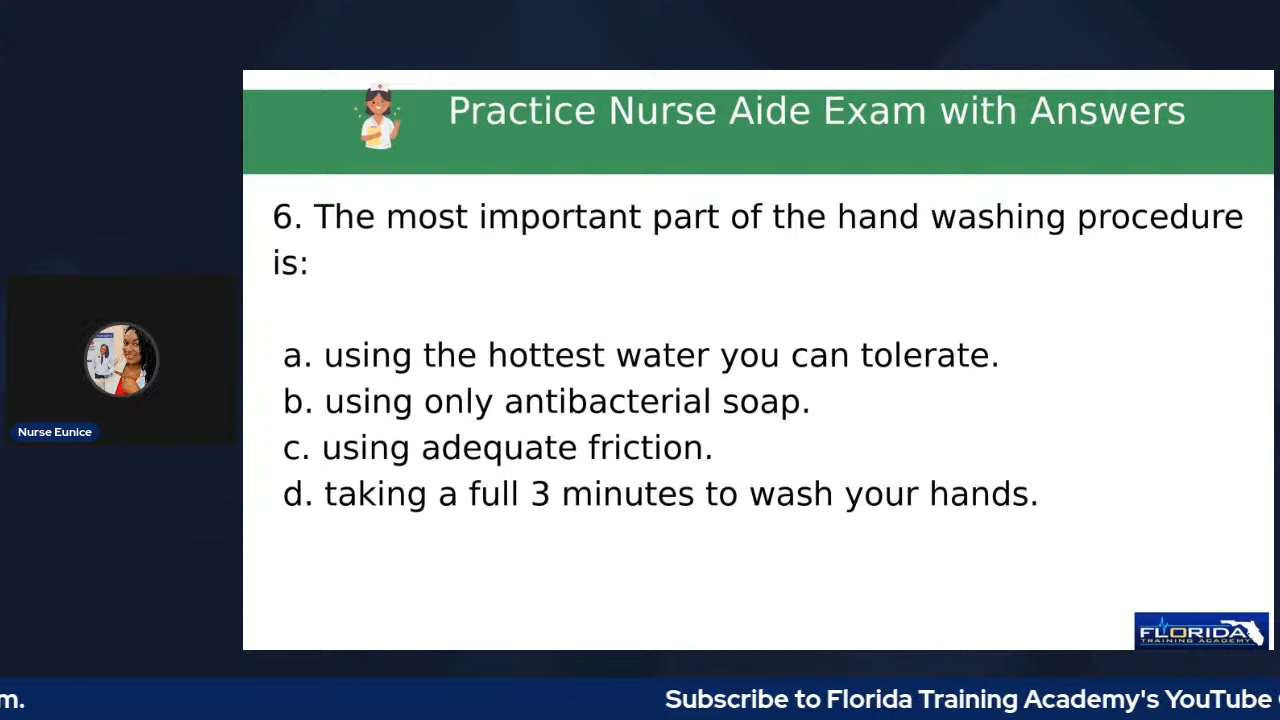 Practice Nurse Aide Exam with Answers
6. The most important part of the hand washing procedure
is:
a. using the hottest water you can tolerate.
b. using only antibacterial soap.
c. using adequate friction.
d. taking a full 3 minutes to wash your hands.
Nurse Eunice
FLORIDA
TRAINING ACADEMY
m.
Subscribe to Florida Training Academy's YouTube